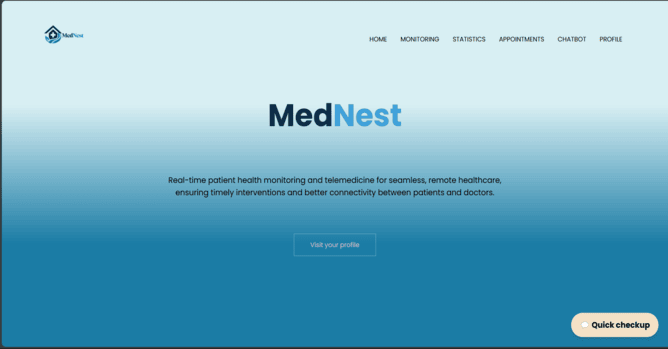 MedNest
HOME MONITORING STATISTICS APPOINTMENTS CHATBOT PROFILE
MedNest
Real-time patient health monitoring and telemedicine for seamless, remote healthcare,
ensuring timely interventions and better connectivity between patients and doctors.
Visit your profile
Quick checkup